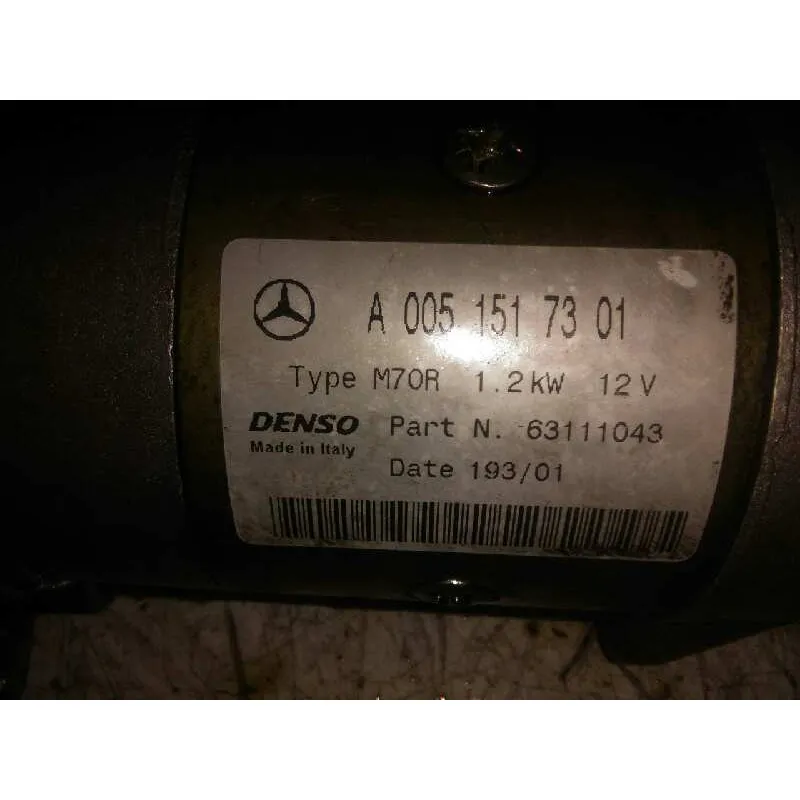 A 005 151 73 01
Type M70R 1.2kW 12V
DENSO Part N. 63111043
Made in Italy
Date 193/01